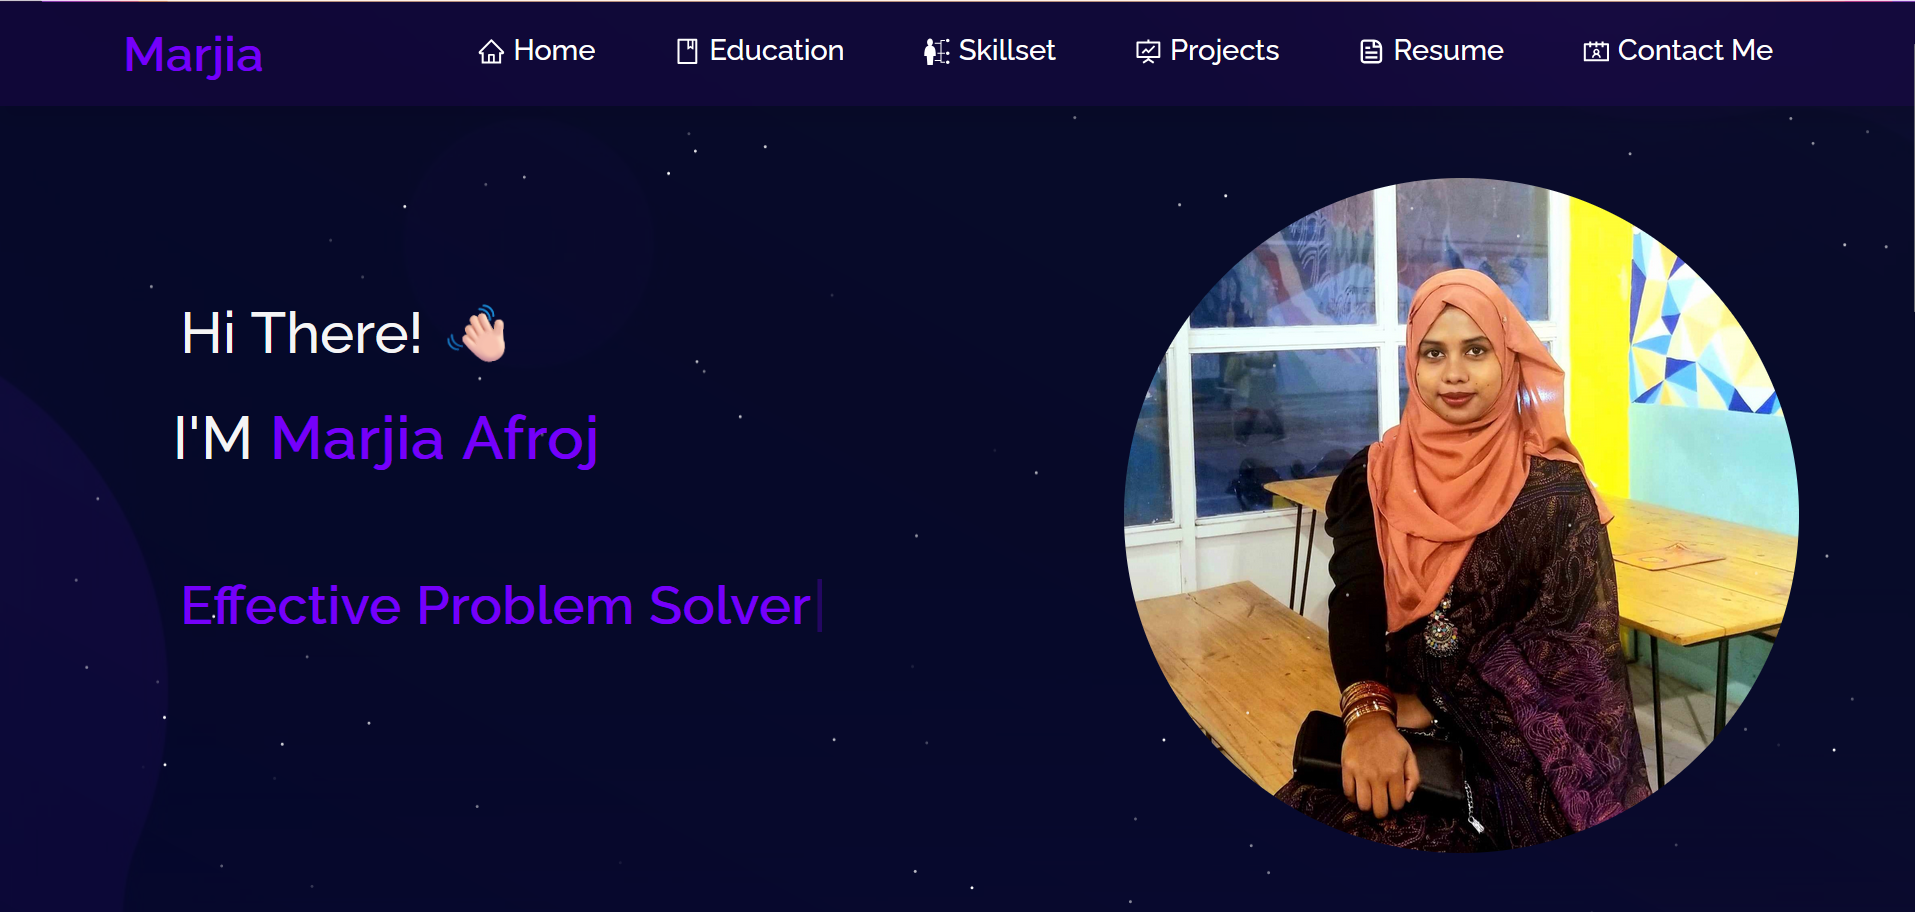 Marjia
Home
Education
Skillset
Projects
Resume
Contact Me
Hi There!
I'M Marjia Afroj
Effective Problem Solver